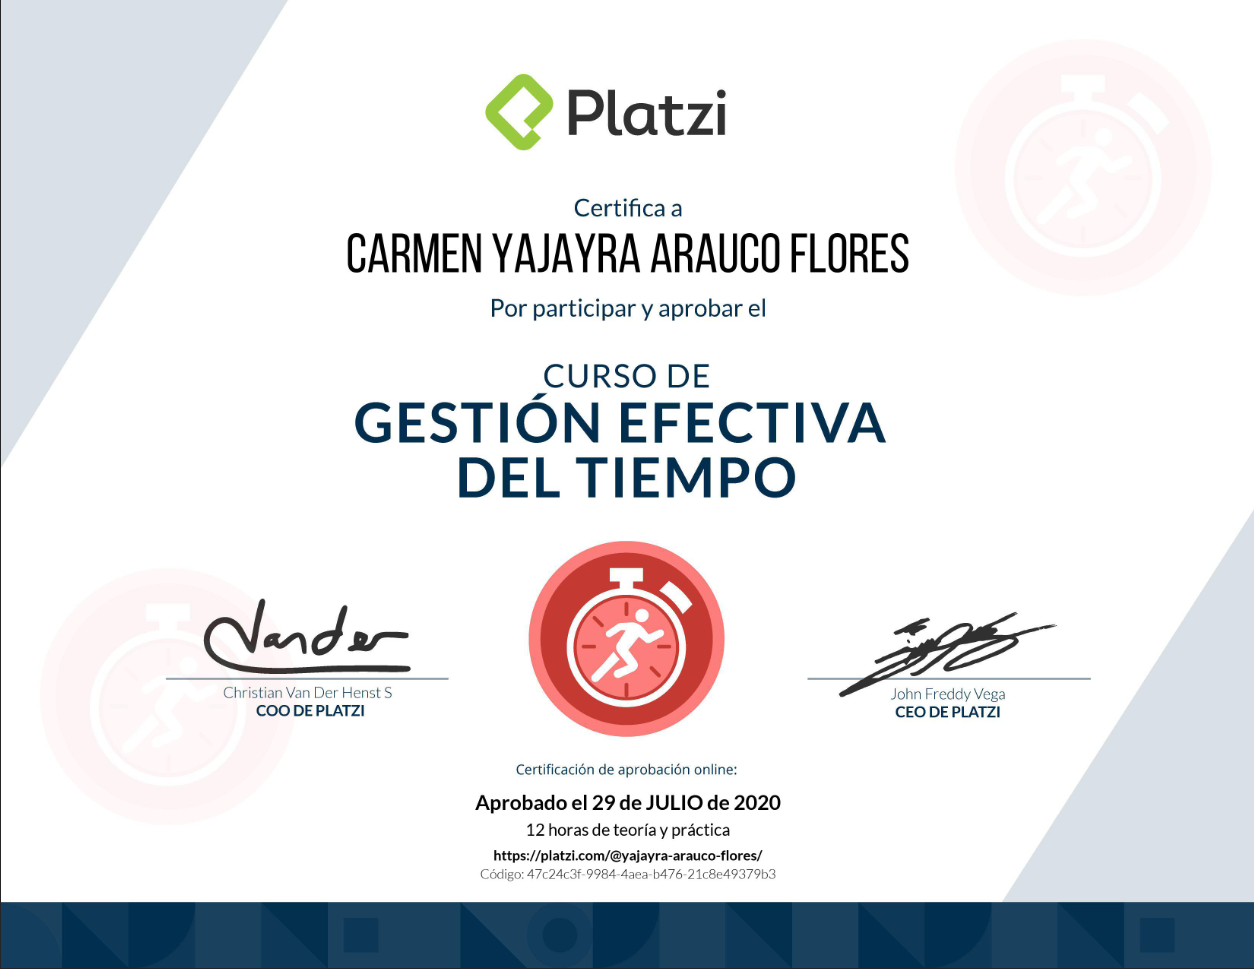 Platzi
Certifica a
CARMEN YAJAYRA ARAUCO FLORES
Por participar y aprobar el
CURSO DE
GESTIÓN EFECTIVA
DEL TIEMPO
Vander
Christian Van Der Henst S
COO DE PLATZI
John Freddy Vega
CEO DE PLATZI
Certificación de aprobación online:
Aprobado el 29 de JULIO de 2020
12 horas de teoría y práctica
https://platzi.com/@yajayra-arauco-flores/
Código: 47c24c3f-9984-4aea-b476-21c8e49379b3